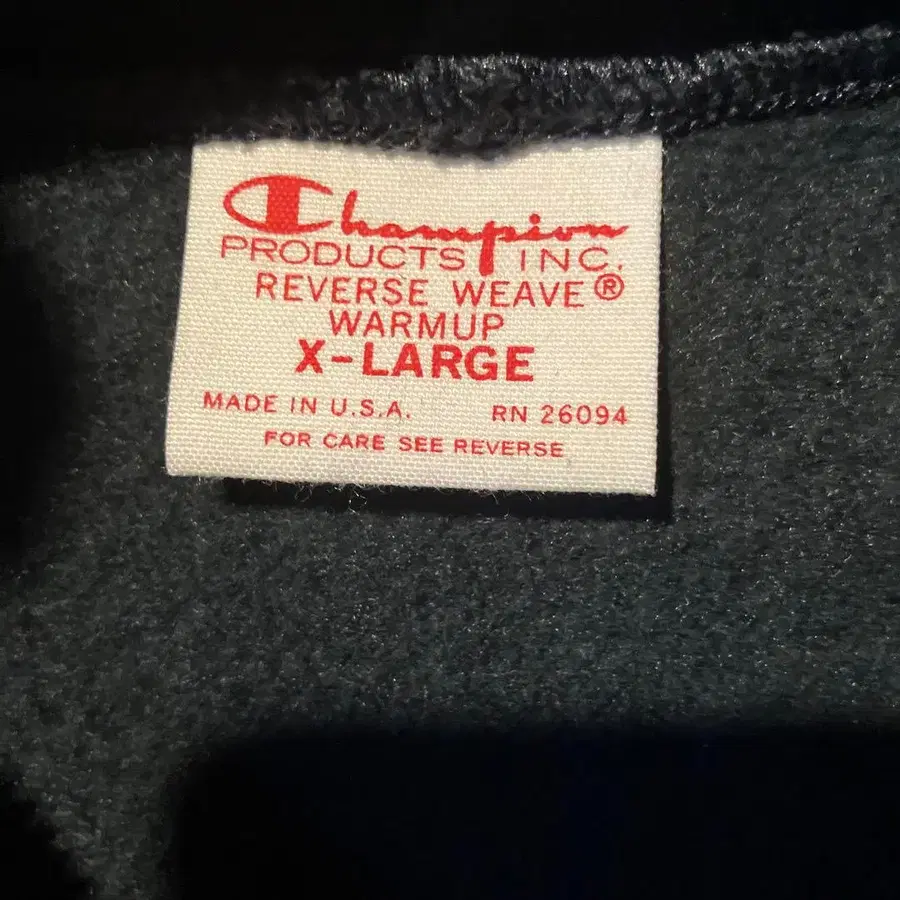 Champion
PRODUCTS INC.
REVERSE WEAVE®
WARMUP
X-LARGE
MADE IN U.S.A. RN 26094
FOR CARE SEE REVERSE